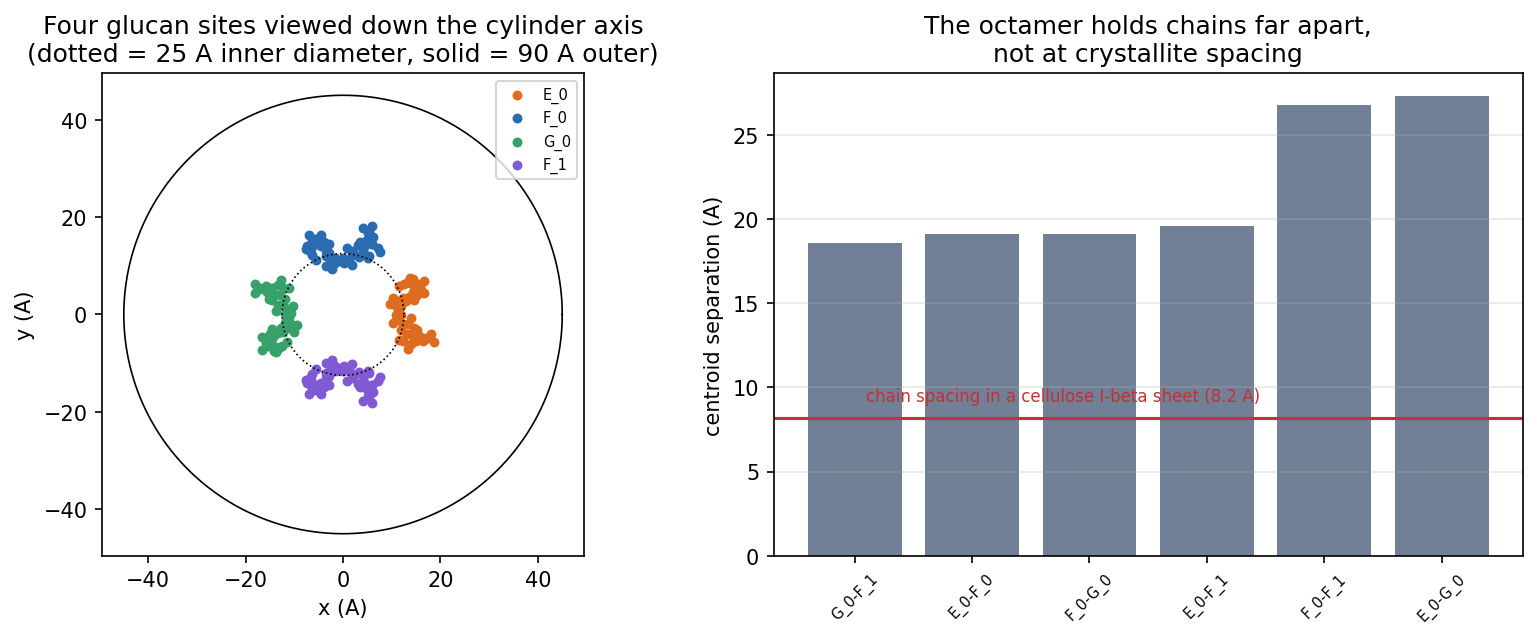 Four glucan sites viewed down the cylinder axis
(dotted = 25 A inner diameter, solid = 90 A outer)
E_0
F_0
G_0
F_1
40
20
0
−20
−40
y (A)
−40
−20
0
20
40
x (A)
The octamer holds chains far apart,
not at crystallite spacing
25
20
15
10
5
0
centroid separation (A)
chain spacing in a cellulose I-beta sheet (8.2 A)
G_0-F_1
E_0-F_0
F_0-G_0
E_0-F_1
F_0-F_1
E_0-G_0